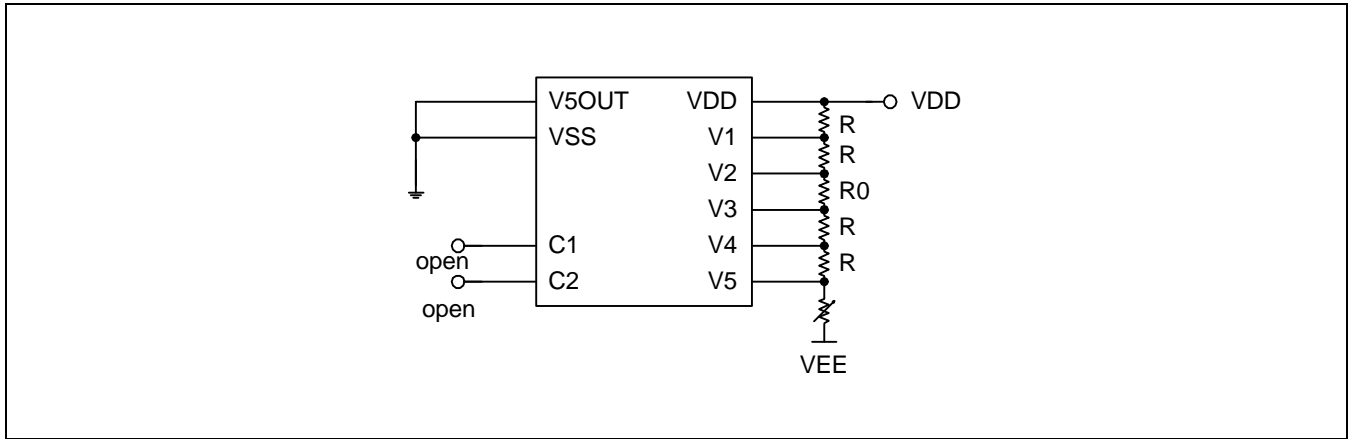 V5OUT VDD VDD
R
VSS V1
R
V2
R0
V3
R
C1 V4
open
R
C2 V5
open
VEE